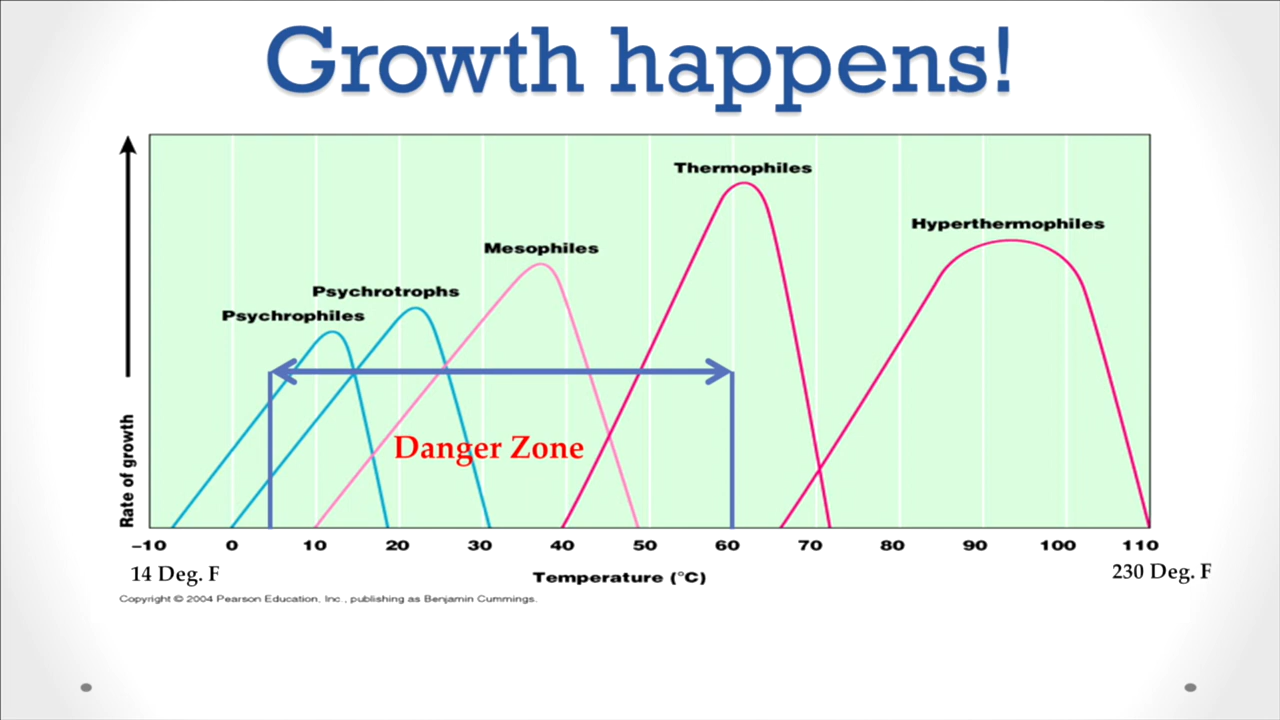 Growth happens!
Thermophiles
Hyperthermophiles
Mesophiles
Psychrotrophs
Psychrophiles
Danger Zone
Rate of growth
−10 0 10 20 30 40 50 60 70 80 90 100 110
14 Deg. F
Temperature (°C)
230 Deg. F
Copyright © 2004 Pearson Education, Inc., publishing as Benjamin Cummings.